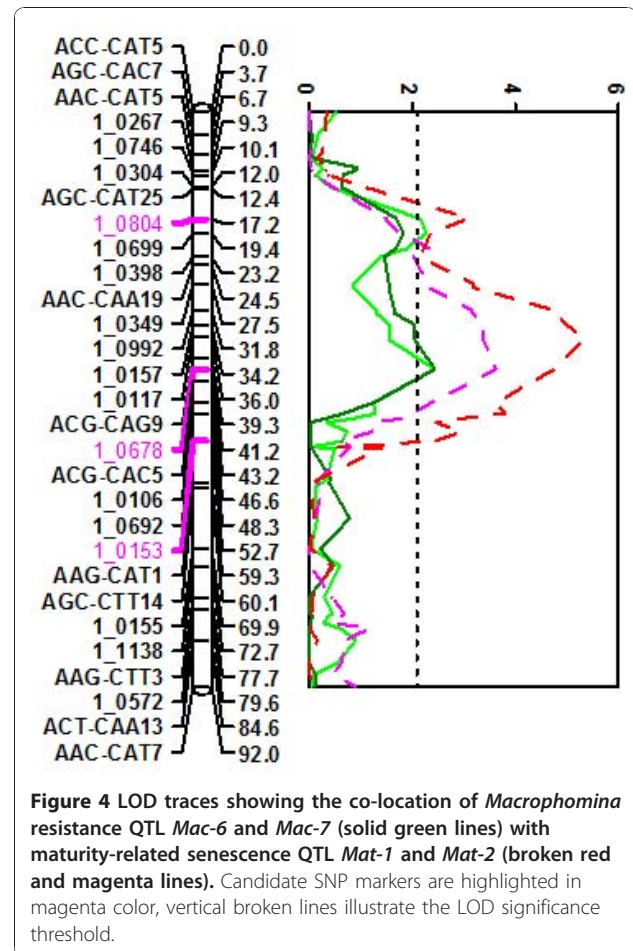 0 2 4 6
ACC-CAT5 0.0
AGC-CAC7 3.7
AAC-CAT5 6.7
1_0267 9.3
1_0746 10.1
1_0304 12.0
AGC-CAT25 12.4
1_0804 17.2
1_0699 19.4
1_0398 23.2
AAC-CAA19 24.5
1_0349 27.5
1_0992 31.8
1_0157 34.2
1_0117 36.0
ACG-CAG9 39.3
1_0678 41.2
ACG-CAC5 43.2
1_0106 46.6
1_0692 48.3
1_0153 52.7
AAG-CAT1 59.3
AGC-CTT14 60.1
1_0155 69.9
1_1138 72.7
AAG-CTT3 77.7
1_0572 79.6
ACT-CAA13 84.6
AAC-CAT7 92.0
Figure 4 LOD traces showing the co-location of Macrophomina
resistance QTL Mac-6 and Mac-7 (solid green lines) with
maturity-related senescence QTL Mat-1 and Mat-2 (broken red
and magenta lines). Candidate SNP markers are highlighted in
magenta color, vertical broken lines illustrate the LOD significance
threshold.